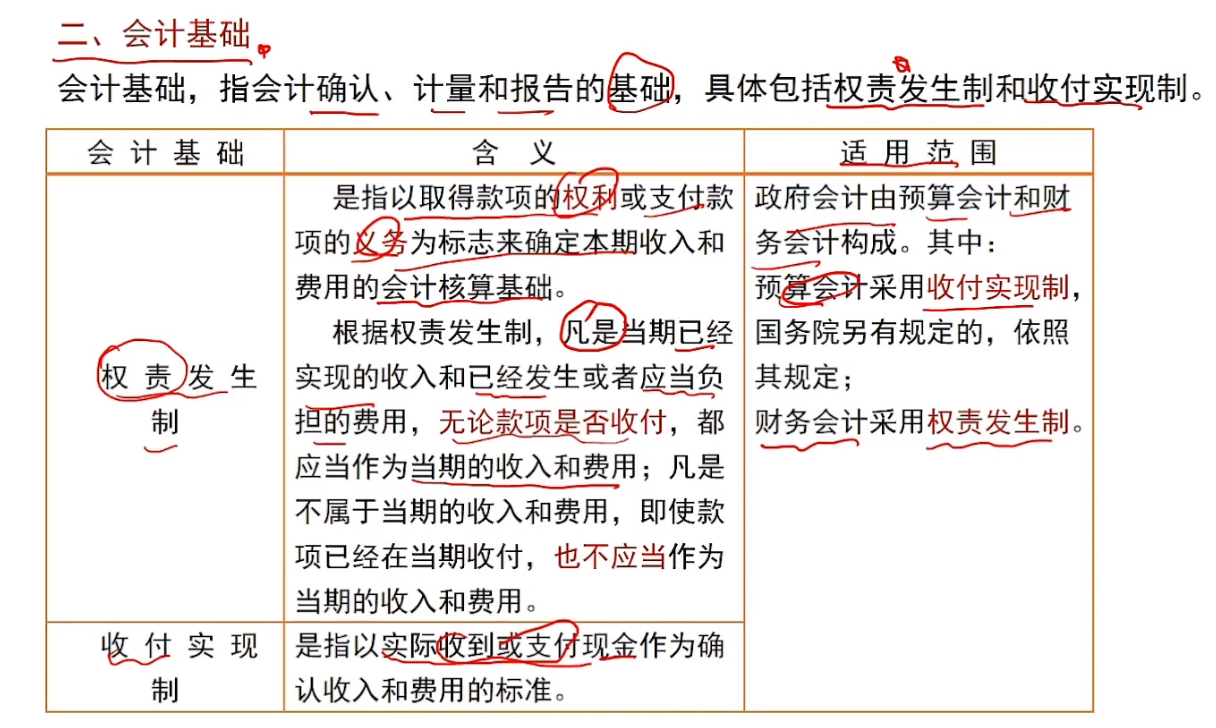 二、会计基础
会计基础，指会计确认、计量和报告的基础，具体包括权责发生制和收付实现制。
会计基础 含义 适用范围
权责发生
制
是指以取得款项的权利或支付款
项的义务为标志来确定本期收入和
费用的会计核算基础。
根据权责发生制，凡是当期已经
实现的收入和已经发生或者应当负
担的费用，无论款项是否收付，都
应当作为当期的收入和费用；凡是
不属于当期的收入和费用，即使款
项已经在当期收付，也不应当作为
当期的收入和费用。
政府会计由预算会计和财
务会计构成。其中：
预算会计采用收付实现制，
国务院另有规定的，依照
其规定；
财务会计采用权责发生制。
收付实现
制
是指以实际收到或支付现金作为确
认收入和费用的标准。